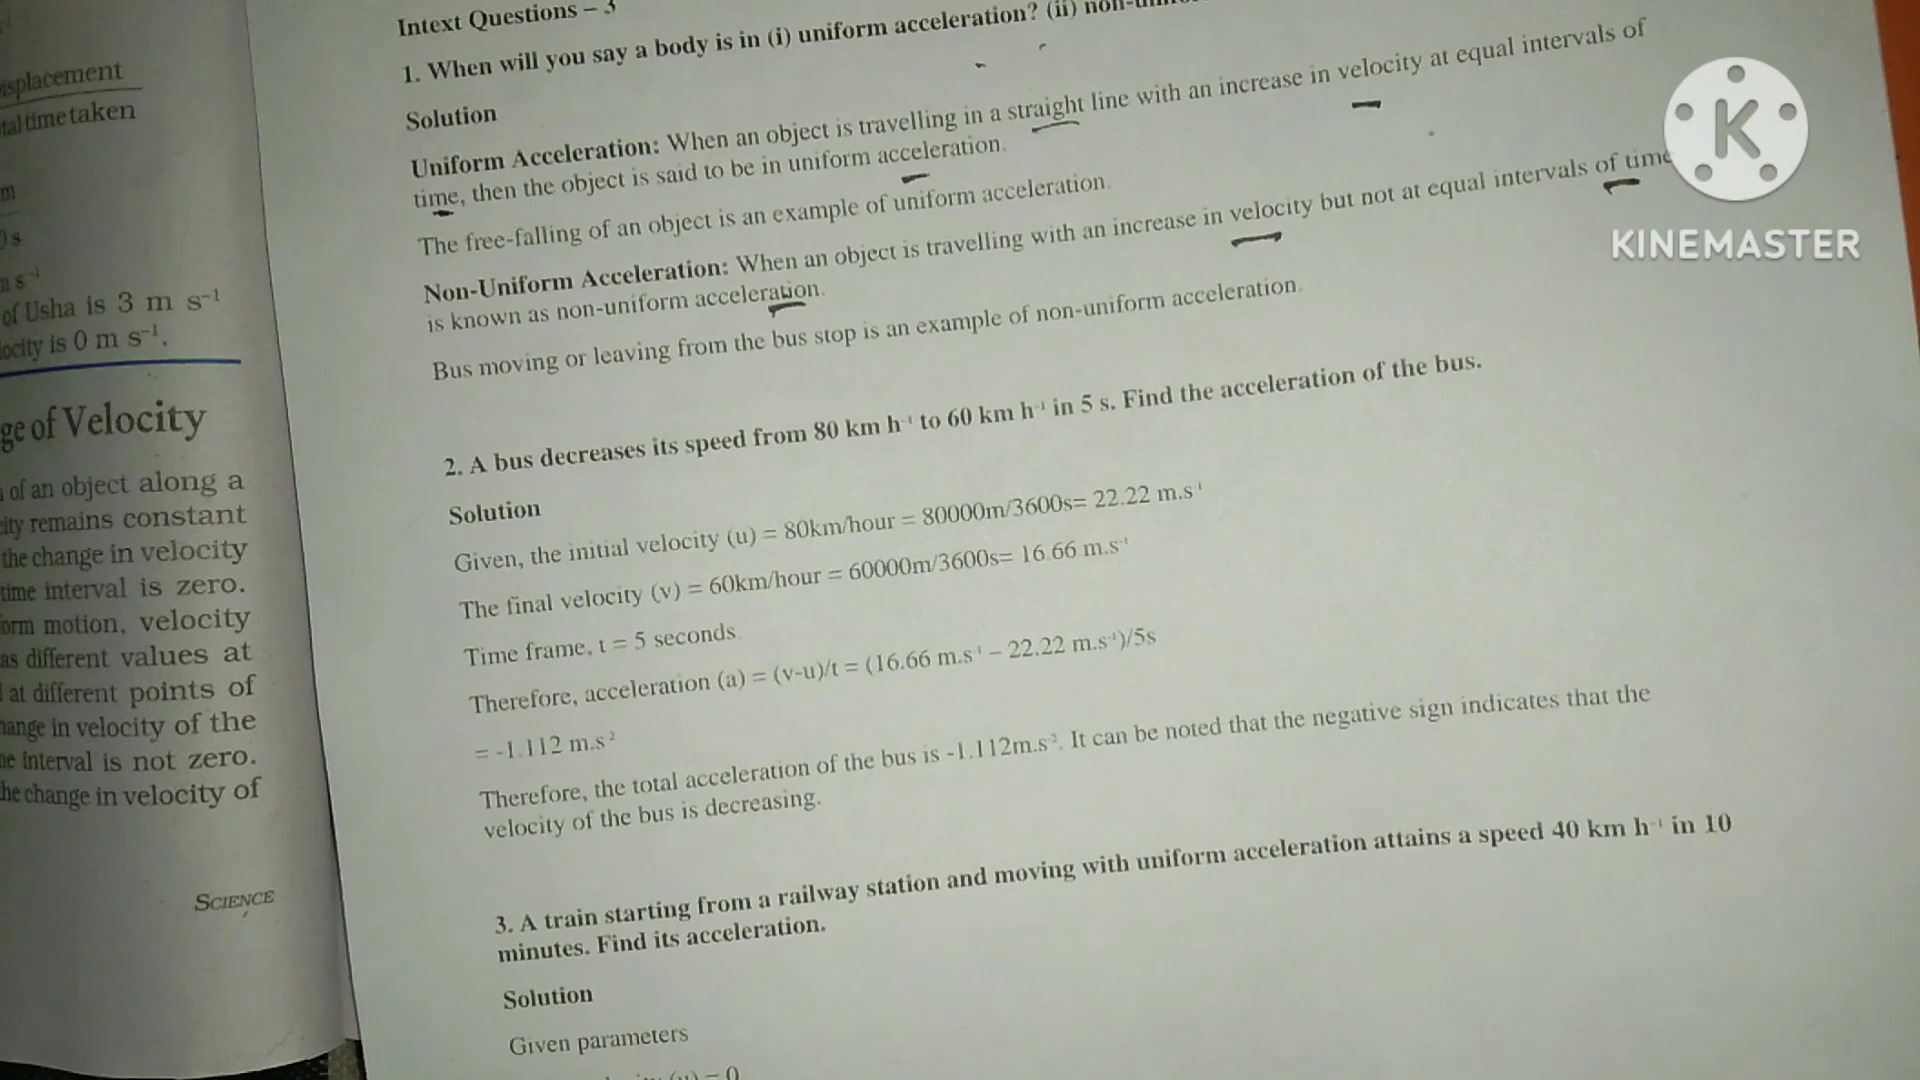 isplacement
tal time taken
m
0 s
m s⁻¹
of Usha is 3 m s⁻¹
locity is 0 m s⁻¹.
ge of Velocity
of an object along a
city remains constant
the change in velocity
time interval is zero.
orm motion, velocity
as different values at
at different points of
hange in velocity of the
me interval is not zero.
he change in velocity of
SCIENCE
Intext Questions – 3
1. When will you say a body is in (i) uniform acceleration? (ii)
Solution
Uniform Acceleration: When an object is travelling in a straight line with an increase in velocity at equal intervals of
time, then the object is said to be in uniform acceleration.
The free-falling of an object is an example of uniform acceleration.
Non-Uniform Acceleration: When an object is travelling with an increase in velocity but not at equal intervals of time
is known as non-uniform acceleration.
Bus moving or leaving from the bus stop is an example of non-uniform acceleration.
2. A bus decreases its speed from 80 km h⁻¹ to 60 km h⁻¹ in 5 s. Find the acceleration of the bus.
Solution
Given, the initial velocity (u) = 80km/hour = 80000m/3600s= 22.22 m.s⁻¹
The final velocity (v) = 60km/hour = 60000m/3600s= 16.66 m.s⁻¹
Time frame, t = 5 seconds.
Therefore, acceleration (a) = (v-u)/t = (16.66 m.s⁻¹ – 22.22 m.s⁻¹)/5s
= -1.112 m.s⁻²
Therefore, the total acceleration of the bus is -1.112m.s⁻². It can be noted that the negative sign indicates that the
velocity of the bus is decreasing.
3. A train starting from a railway station and moving with uniform acceleration attains a speed 40 km h⁻¹ in 10
minutes. Find its acceleration.
Solution
Given parameters
(u) = 0
K
KINEMASTER